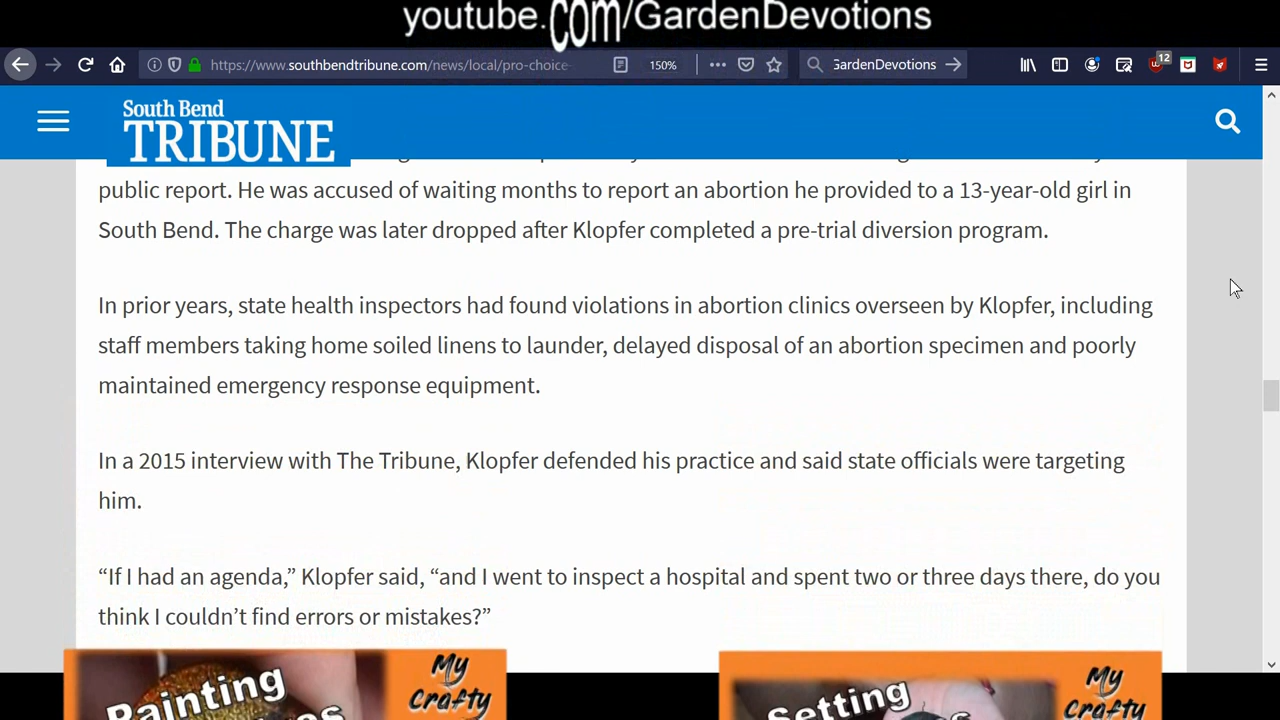 youtube.com/GardenDevotions
https://www.southbendtribune.com/news/local/pro-choice-
150%
GardenDevotions
12
South Bend
TRIBUNE
public report. He was accused of waiting months to report an abortion he provided to a 13-year-old girl in
South Bend. The charge was later dropped after Klopfer completed a pre-trial diversion program.
In prior years, state health inspectors had found violations in abortion clinics overseen by Klopfer, including
staff members taking home soiled linens to launder, delayed disposal of an abortion specimen and poorly
maintained emergency response equipment.
In a 2015 interview with The Tribune, Klopfer defended his practice and said state officials were targeting
him.
“If I had an agenda,” Klopfer said, “and I went to inspect a hospital and spent two or three days there, do you
think I couldn’t find errors or mistakes?”
Painting
My
Crafty
Setting
My
Crafty